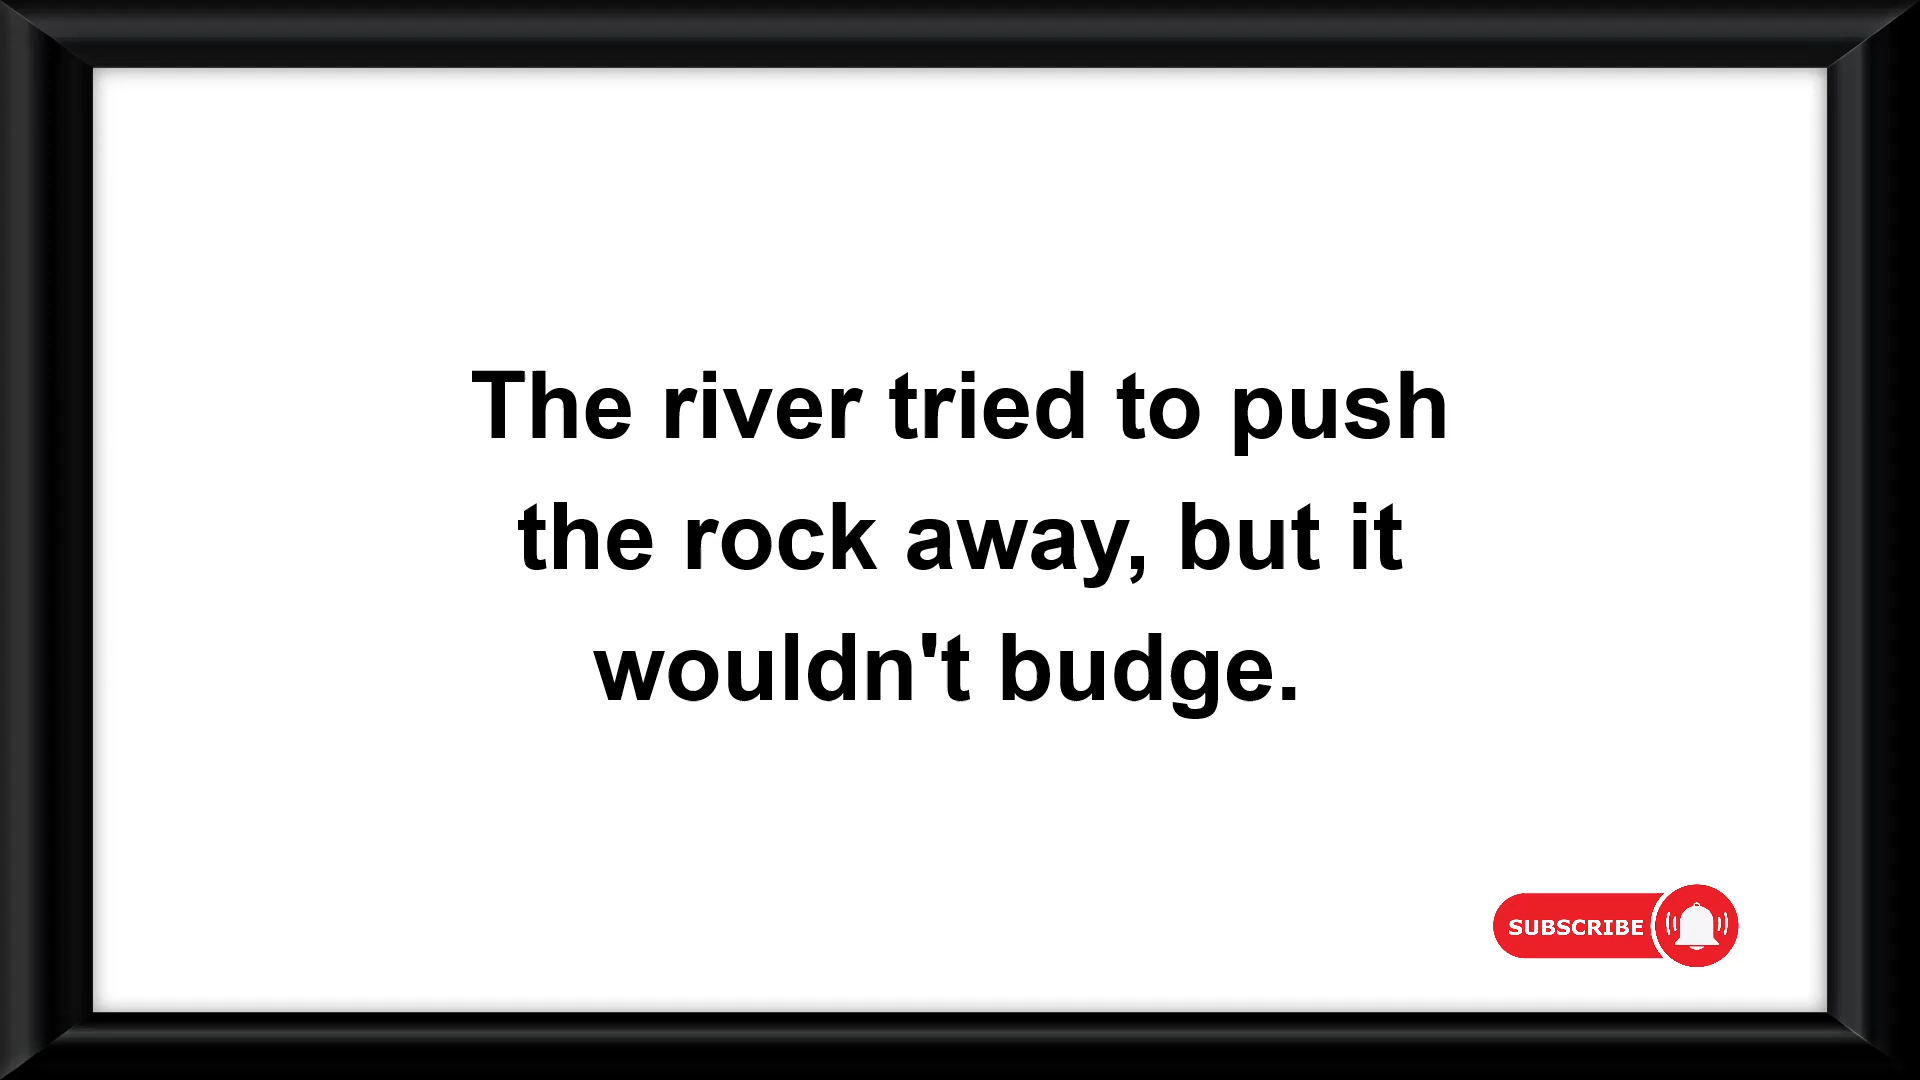 The river tried to push
the rock away, but it
wouldn't budge.
SUBSCRIBE